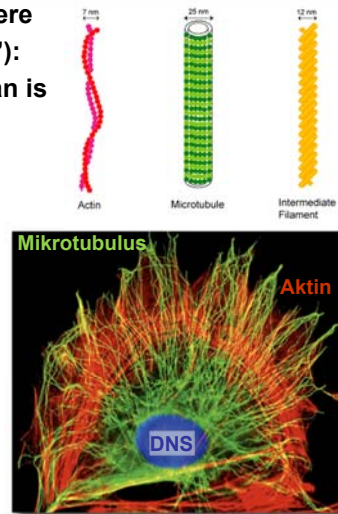 ere
7 nm
25 nm
12 nm
"):
an is
Actin
Microtubule
Intermediate
Filament
Mikrotubulus
Aktin
DNS